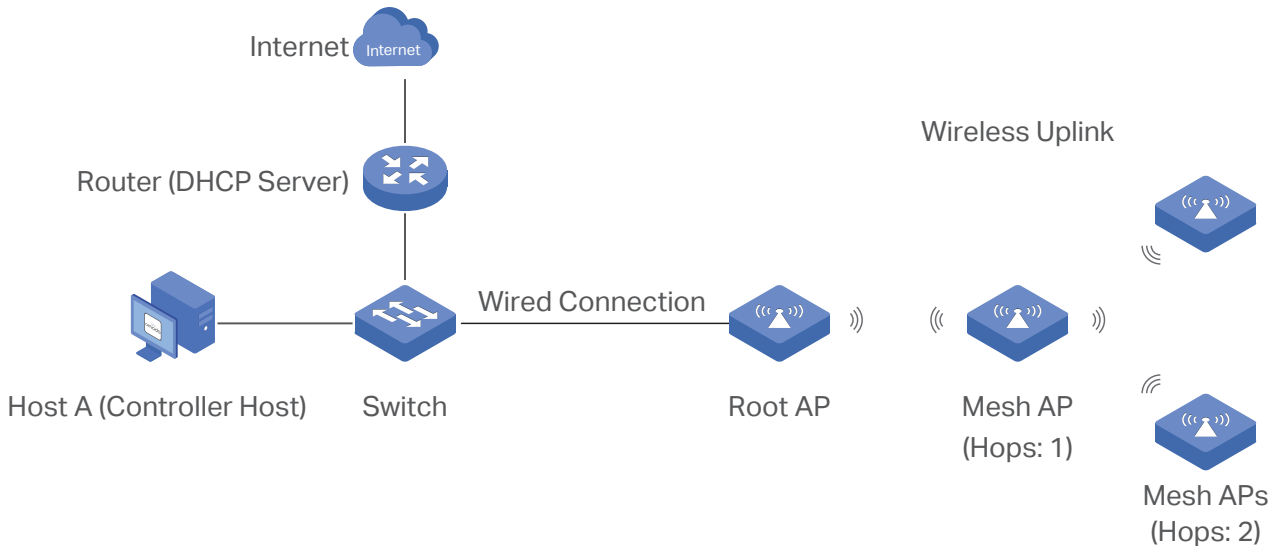 Internet
Internet
Wireless Uplink
Router (DHCP Server)
Wired Connection
Host A (Controller Host)
Switch
Root AP
Mesh AP
(Hops: 1)
Mesh APs
(Hops: 2)